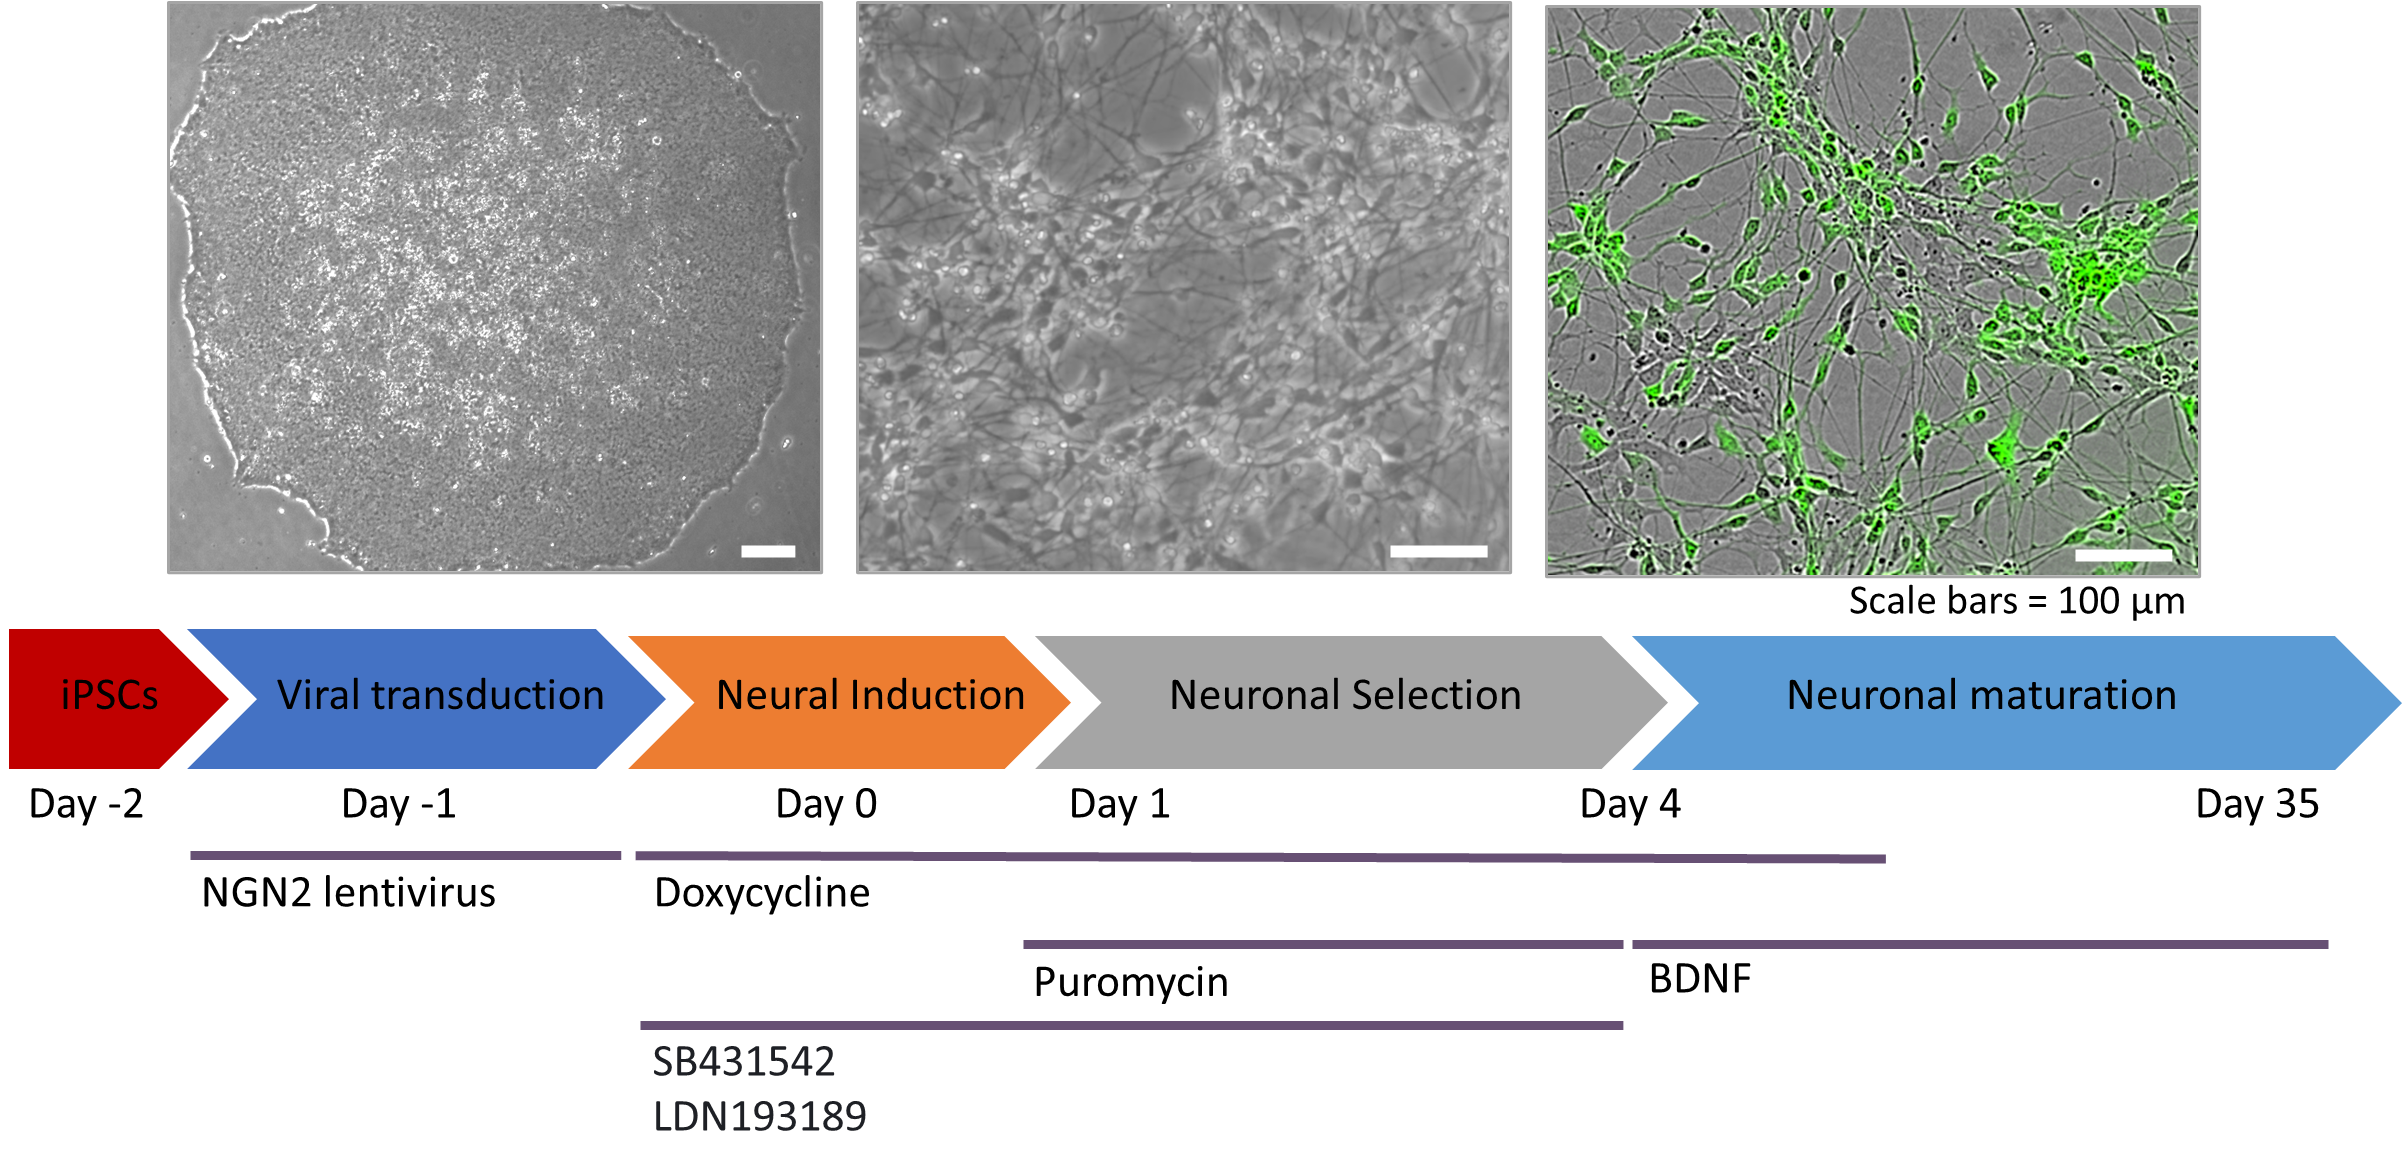 Scale bars = 100 µm
iPSCs
Viral transduction
Neural Induction
Neuronal Selection
Neuronal maturation
Day -2
Day -1
Day 0
Day 1
Day 4
Day 35
NGN2 lentivirus
Doxycycline
Puromycin
BDNF
SB431542
LDN193189